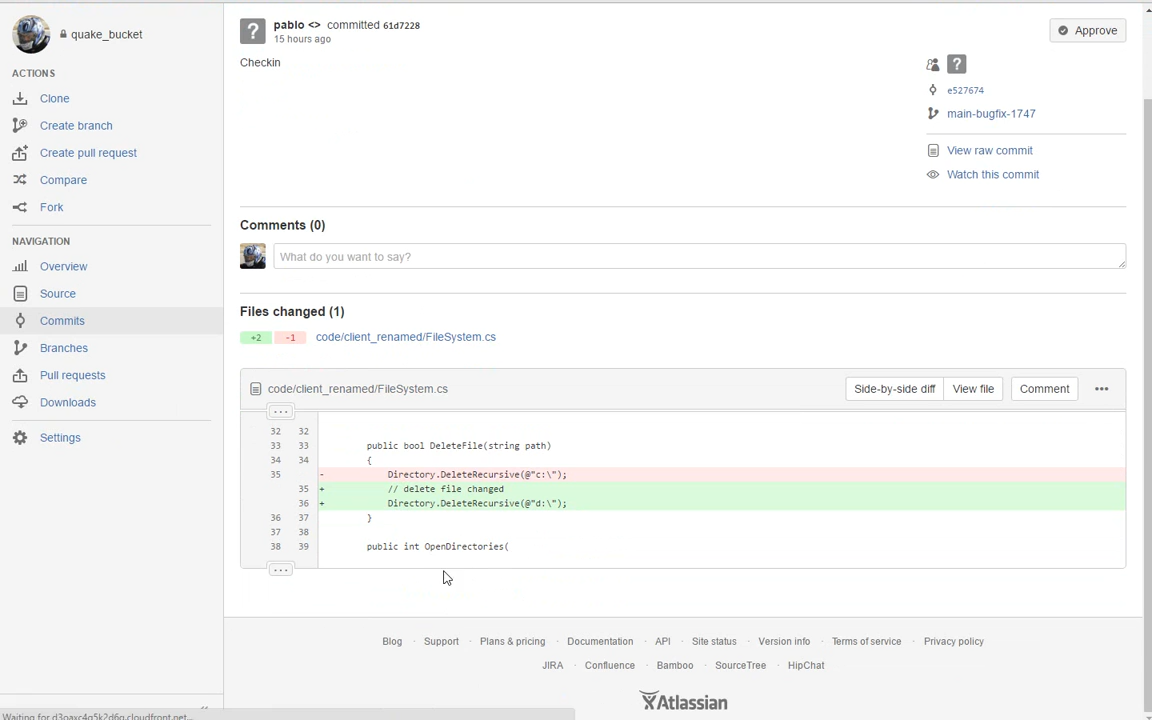 quake_bucket
ACTIONS
Clone
Create branch
Create pull request
Compare
Fork
NAVIGATION
Overview
Source
Commits
Branches
Pull requests
Downloads
Settings
? pablo <> committed 61d7228
15 hours ago
Approve
Checkin
?
e527674
main-bugfix-1747
View raw commit
Watch this commit
Comments (0)
What do you want to say?
Files changed (1)
+2 -1 code/client_renamed/FileSystem.cs
code/client_renamed/FileSystem.cs Side-by-side diff View file Comment •••
...
32 32
33 33 public bool DeleteFile(string path)
34 34 {
35 - Directory.DeleteRecursive(@"c:\");
35 + // delete file changed
36 + Directory.DeleteRecursive(@"d:\");
36 37 }
37 38
38 39 public int OpenDirectories(
...
Blog · Support · Plans & pricing · Documentation · API · Site status · Version info · Terms of service · Privacy policy
JIRA · Confluence · Bamboo · SourceTree · HipChat
Atlassian
Waiting for d3oaxc4q5k2d6q.cloudfront.net...